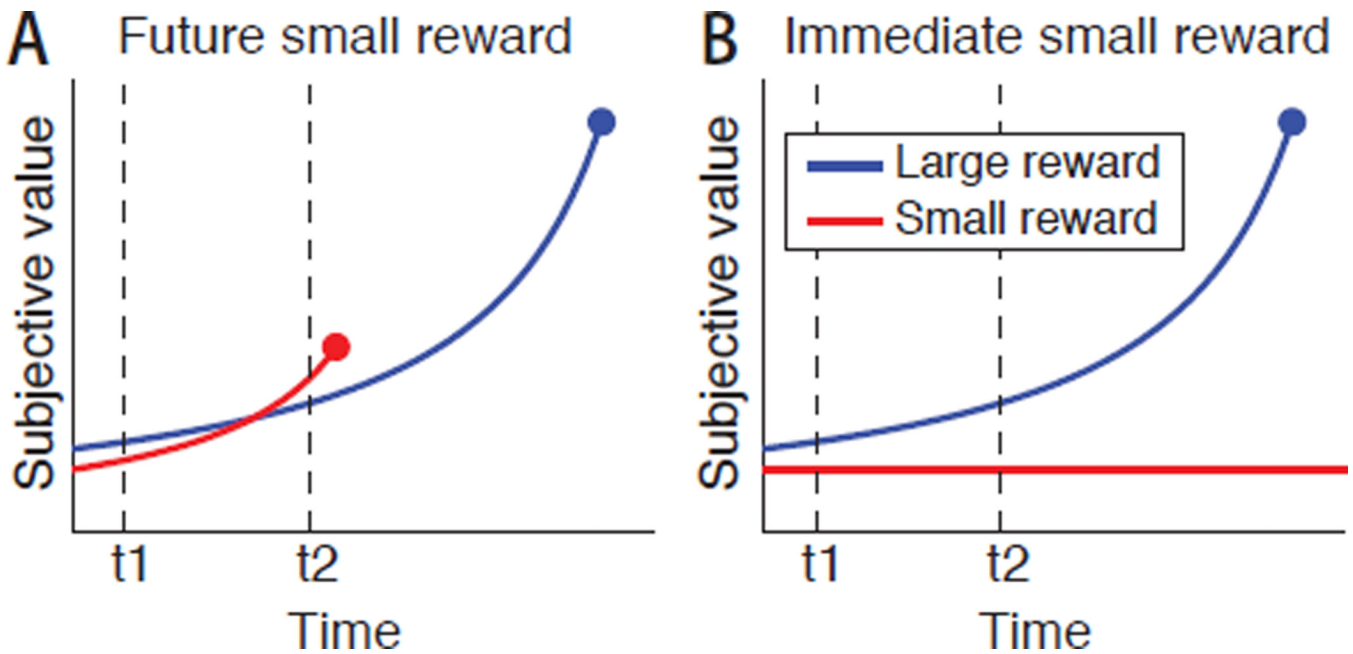 A Future small reward
Subjective value
t1 t2
Time
B Immediate small reward
Subjective value
Large reward
Small reward
t1 t2
Time